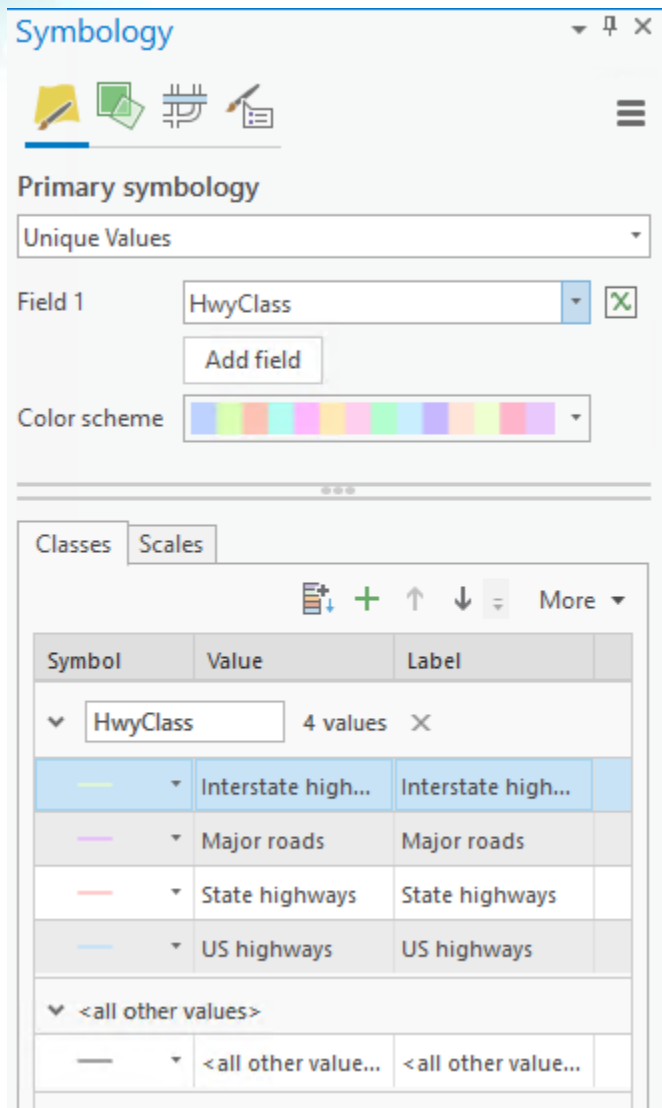 Symbology
Primary symbology
Unique Values
Field 1 HwyClass
Add field
Color scheme
Classes Scales
More
Symbol Value Label
HwyClass 4 values
Interstate high... Interstate high...
Major roads Major roads
State highways State highways
US highways US highways
<all other values>
<all other value... <all other value...